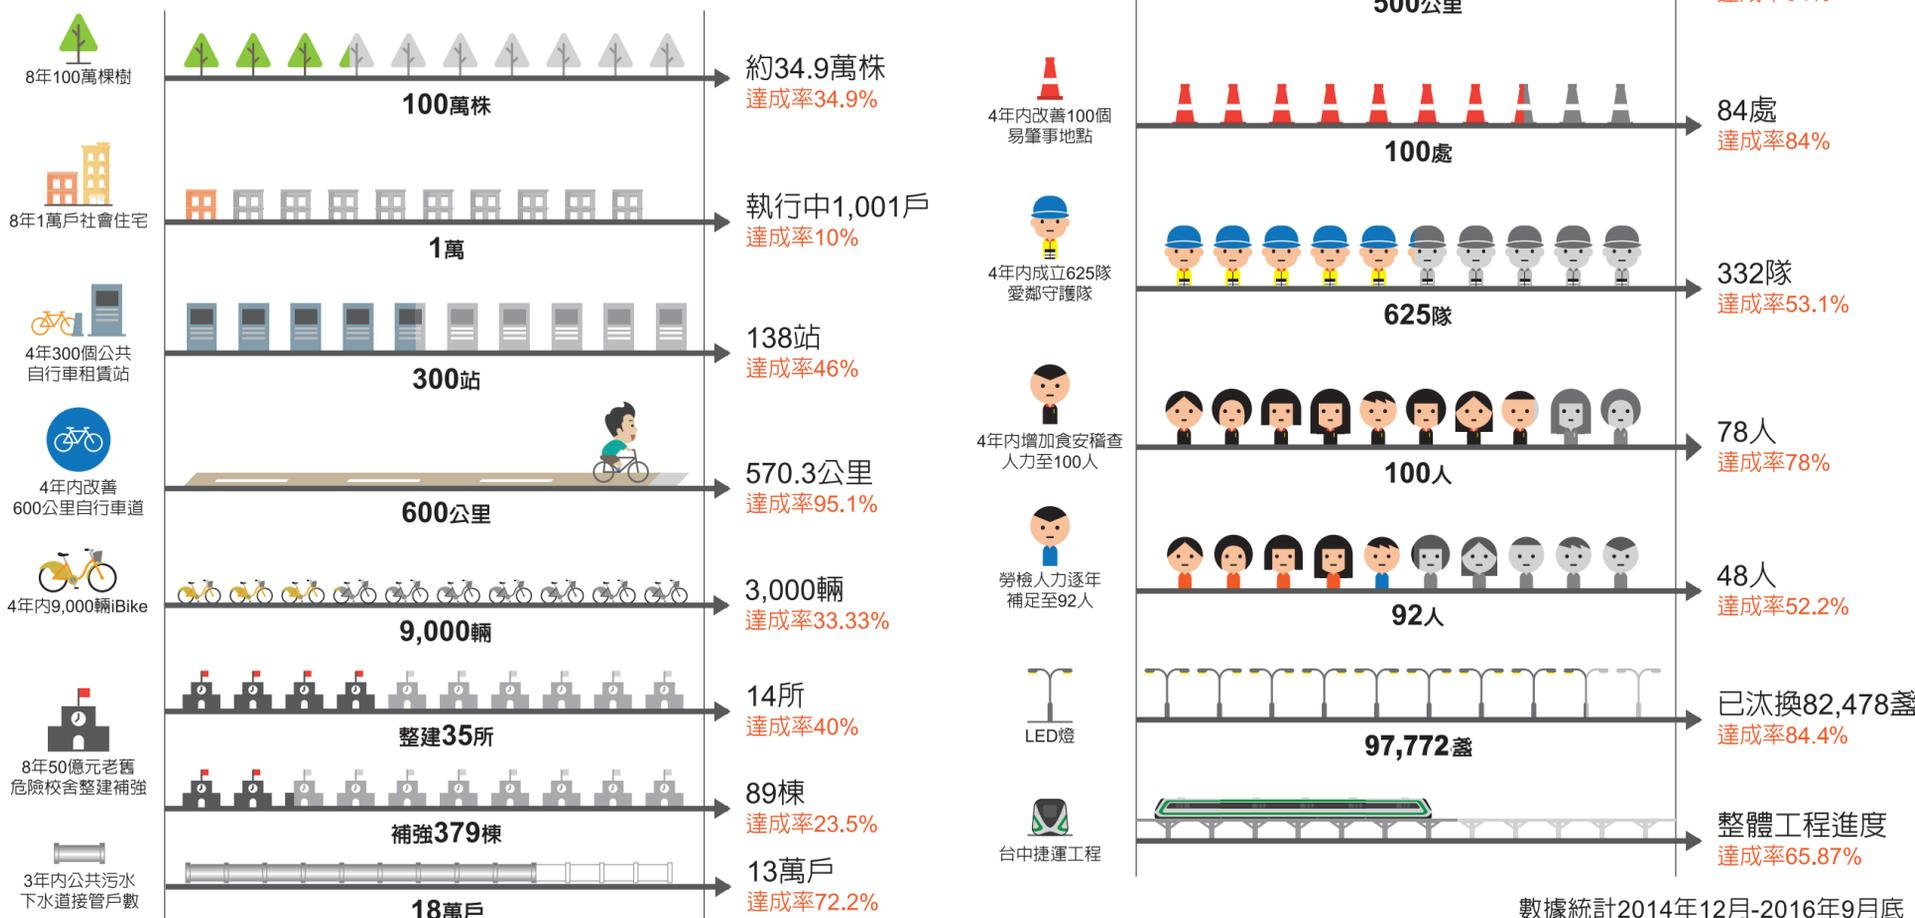 8年100萬棵樹
100萬株
約34.9萬株
達成率34.9%
8年1萬戶社會住宅
1萬
執行中1,001戶
達成率10%
4年300個公共
自行車租賃站
300站
138站
達成率46%
4年內改善
600公里自行車道
600公里
570.3公里
達成率95.1%
4年內9,000輛iBike
9,000輛
3,000輛
達成率33.33%
8年50億元老舊
危險校舍整建補強
整建35所
14所
達成率40%
補強379棟
89棟
達成率23.5%
3年內公共污水
下水道接管戶數
18萬戶
13萬戶
達成率72.2%
500公里
4年內改善100個
易肇事地點
100處
84處
達成率84%
4年內成立625隊
愛鄰守護隊
625隊
332隊
達成率53.1%
4年內增加食安稽查
人力至100人
100人
78人
達成率78%
勞檢人力逐年
補足至92人
92人
48人
達成率52.2%
LED燈
97,772盞
已汰換82,478盞
達成率84.4%
台中捷運工程
整體工程進度
達成率65.87%
數據統計2014年12月-2016年9月底